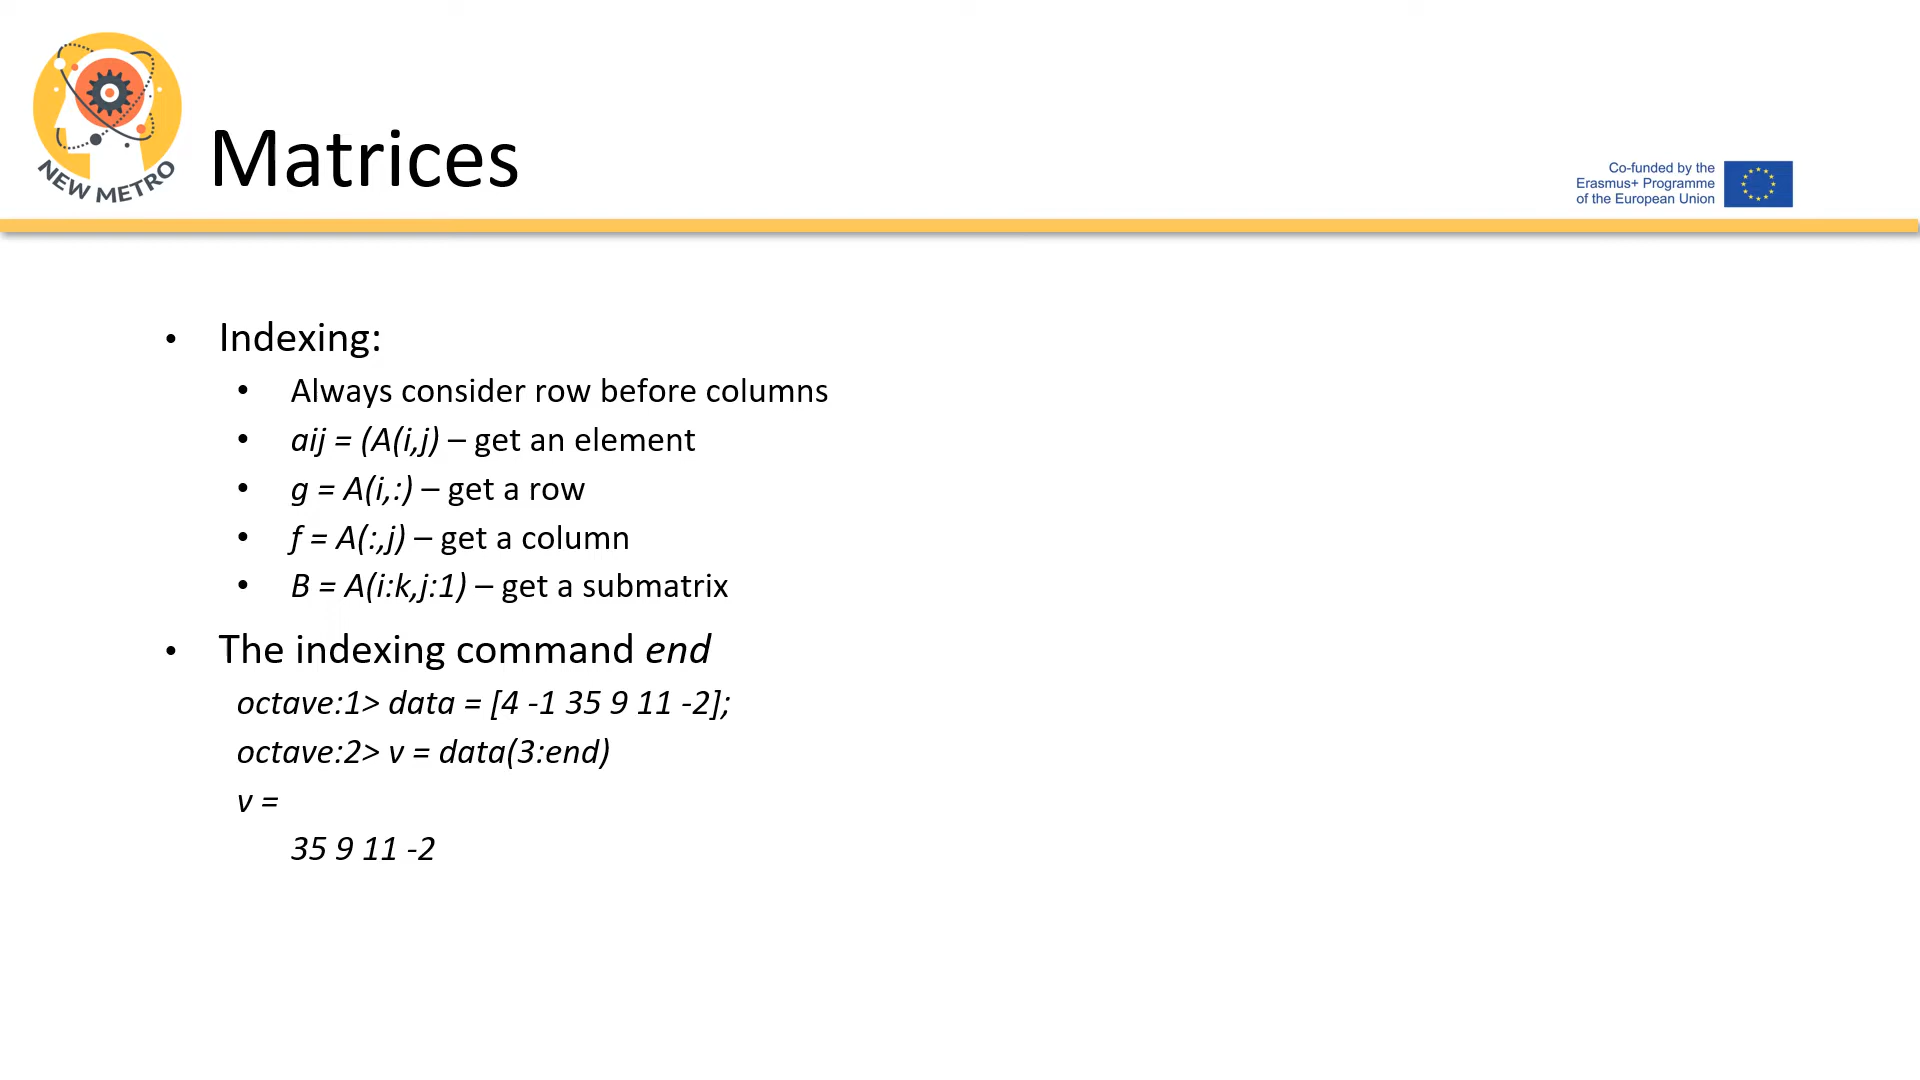 NEW METRO
Matrices
Co-funded by the
Erasmus+ Programme
of the European Union
• Indexing:
• Always consider row before columns
• aij = (A(i,j) – get an element
• g = A(i,:) – get a row
• f = A(:,j) – get a column
• B = A(i:k,j:1) – get a submatrix
• The indexing command end
octave:1> data = [4 -1 35 9 11 -2];
octave:2> v = data(3:end)
v =
35 9 11 -2